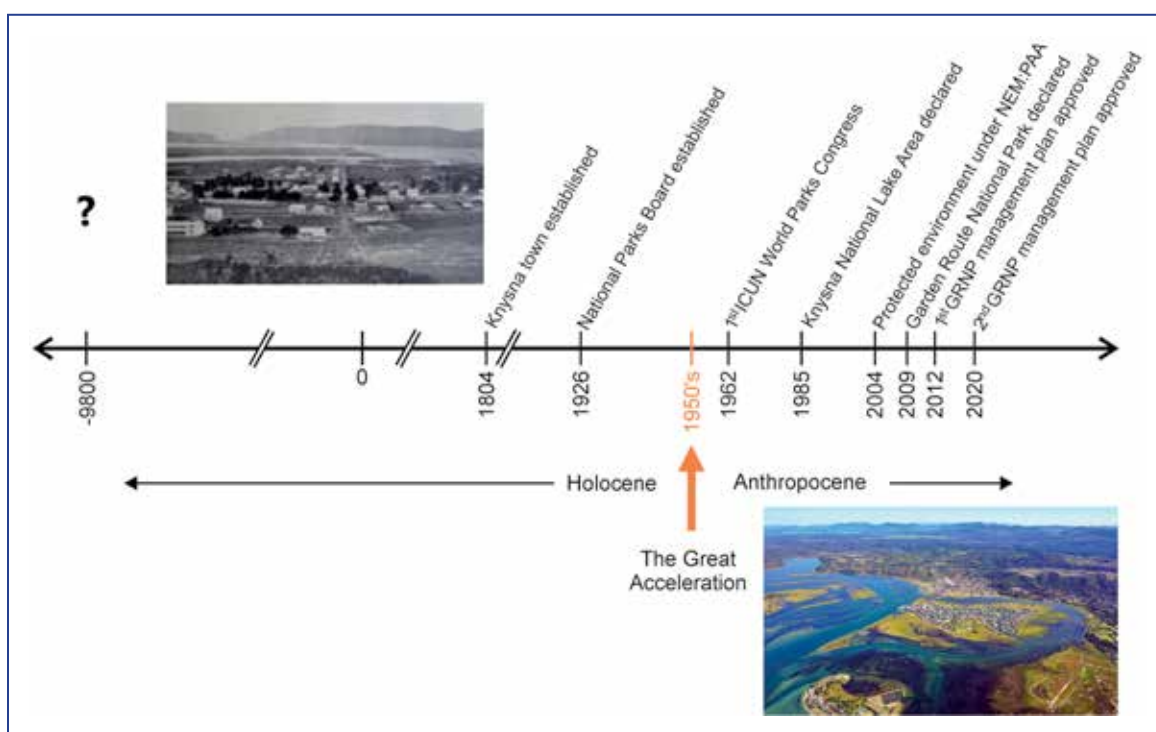 ?
Knysna town established
National Parks Board established
1st ICUN World Parks Congress
Knysna National Lake Area declared
Protected environment under NEM:PAA
Garden Route National Park declared
1st GRNP management plan approved
2nd GRNP management plan approved
-9800
0
1804
1926
1950's
1962
1985
2004
2009
2012
2020
Holocene
Anthropocene
The Great
Acceleration